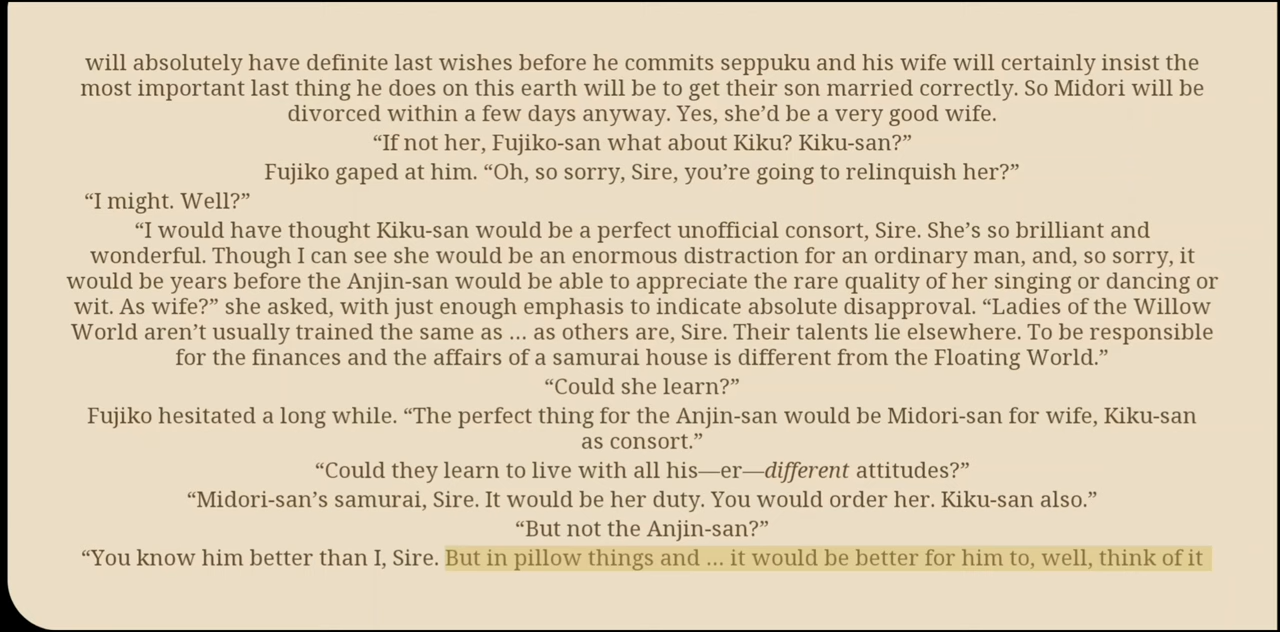 will absolutely have definite last wishes before he commits seppuku and his wife will certainly insist the
most important last thing he does on this earth will be to get their son married correctly. So Midori will be
divorced within a few days anyway. Yes, she’d be a very good wife.
“If not her, Fujiko-san what about Kiku? Kiku-san?”
Fujiko gaped at him. “Oh, so sorry, Sire, you’re going to relinquish her?”
“I might. Well?”
“I would have thought Kiku-san would be a perfect unofficial consort, Sire. She’s so brilliant and
wonderful. Though I can see she would be an enormous distraction for an ordinary man, and, so sorry, it
would be years before the Anjin-san would be able to appreciate the rare quality of her singing or dancing or
wit. As wife?” she asked, with just enough emphasis to indicate absolute disapproval. “Ladies of the Willow
World aren’t usually trained the same as ... as others are, Sire. Their talents lie elsewhere. To be responsible
for the finances and the affairs of a samurai house is different from the Floating World.”
“Could she learn?”
Fujiko hesitated a long while. “The perfect thing for the Anjin-san would be Midori-san for wife, Kiku-san
as consort.”
“Could they learn to live with all his—er—different attitudes?”
“Midori-san’s samurai, Sire. It would be her duty. You would order her. Kiku-san also.”
“But not the Anjin-san?”
“You know him better than I, Sire. But in pillow things and ... it would be better for him to, well, think of it